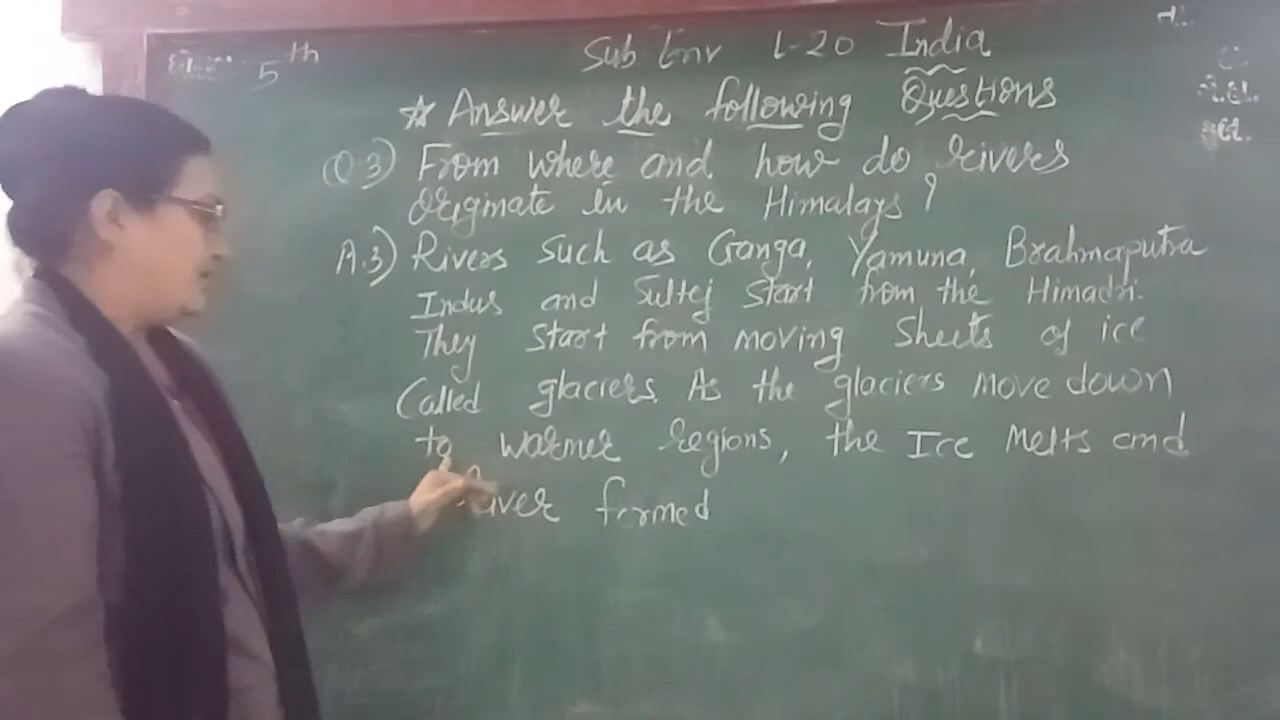 5th
Sub Env L-20 India
☆ Answer the following Questions
Q.3) From where and how do rivers
originate in the Himalays?
A.3) Rivers such as Ganga, Yamuna, Brahmaputra
Indus and Sultej start from the Himadri.
They start from moving sheets of ice
Called glaciers. As the glaciers move down
to warmer regions, the Ice Melts and
River formed